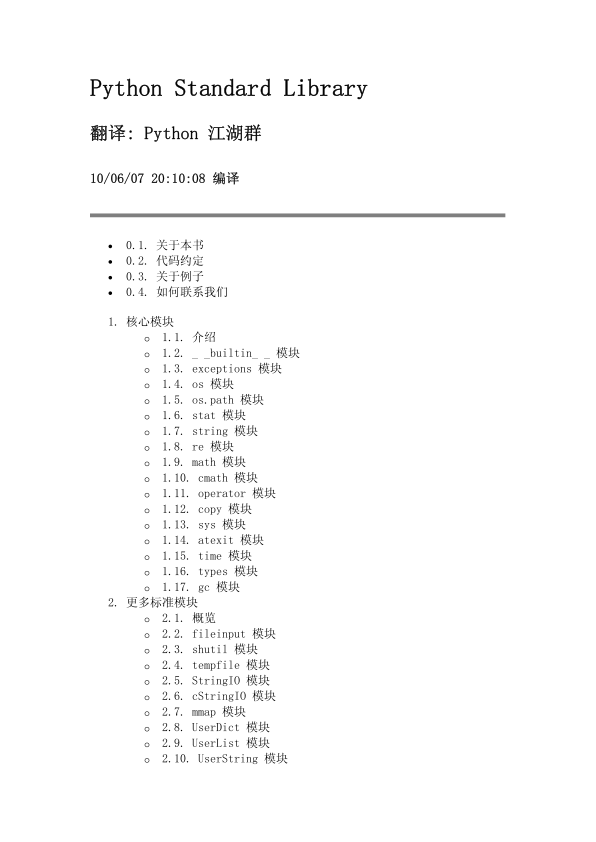 Python Standard Library
翻译: Python 江湖群
10/06/07 20:10:08 编译
• 0.1. 关于本书
• 0.2. 代码约定
• 0.3. 关于例子
• 0.4. 如何联系我们
1. 核心模块
o 1.1. 介绍
o 1.2. _ _builtin_ _ 模块
o 1.3. exceptions 模块
o 1.4. os 模块
o 1.5. os.path 模块
o 1.6. stat 模块
o 1.7. string 模块
o 1.8. re 模块
o 1.9. math 模块
o 1.10. cmath 模块
o 1.11. operator 模块
o 1.12. copy 模块
o 1.13. sys 模块
o 1.14. atexit 模块
o 1.15. time 模块
o 1.16. types 模块
o 1.17. gc 模块
2. 更多标准模块
o 2.1. 概览
o 2.2. fileinput 模块
o 2.3. shutil 模块
o 2.4. tempfile 模块
o 2.5. StringIO 模块
o 2.6. cStringIO 模块
o 2.7. mmap 模块
o 2.8. UserDict 模块
o 2.9. UserList 模块
o 2.10. UserString 模块